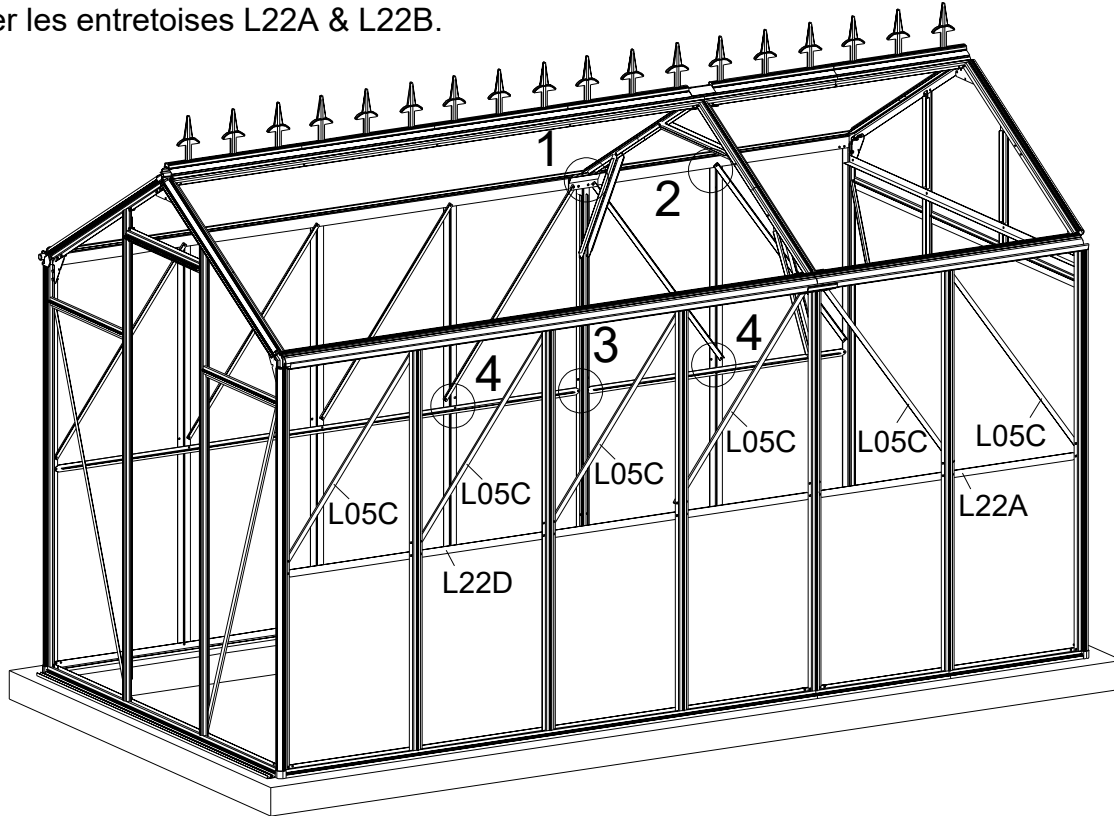 er les entretoises L22A & L22B.
1
2
3
4
4
L05C
L05C
L05C
L05C
L05C
L05C
L22A
L22D